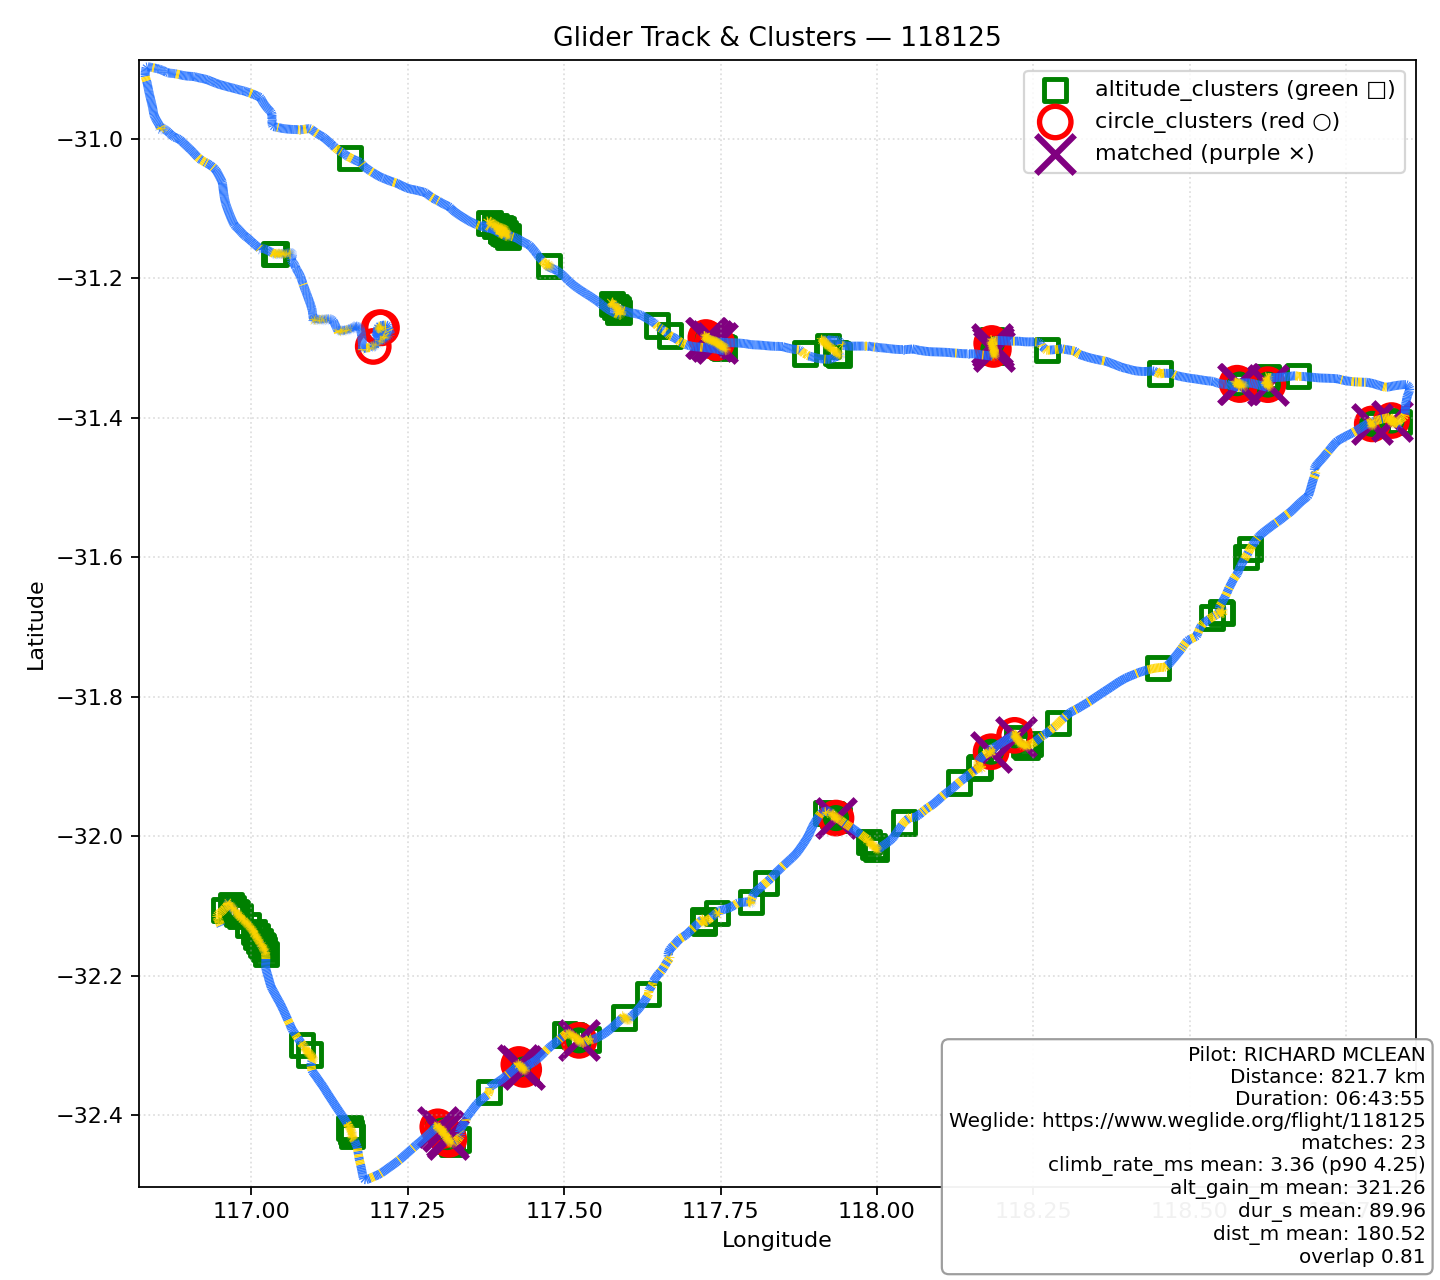 Glider Track & Clusters — 118125
altitude_clusters (green □)
circle_clusters (red ○)
matched (purple ×)
Latitude
−31.0
−31.2
−31.4
−31.6
−31.8
−32.0
−32.2
−32.4
117.00 117.25 117.50 117.75 118.00 118.25 118.50
Longitude
Pilot: RICHARD MCLEAN
Distance: 821.7 km
Duration: 06:43:55
Weglide: https://www.weglide.org/flight/118125
matches: 23
climb_rate_ms mean: 3.36 (p90 4.25)
alt_gain_m mean: 321.26
dur_s mean: 89.96
dist_m mean: 180.52
overlap 0.81